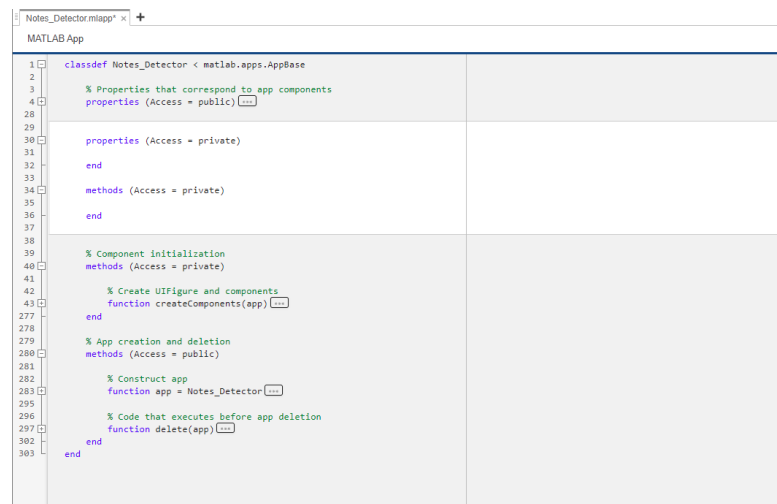 Notes_Detector.mlapp* × +
MATLAB App
1 classdef Notes_Detector < matlab.apps.AppBase
2
3 % Properties that correspond to app components
4 properties (Access = public) ...
28
29
30 properties (Access = private)
31
32 end
33
34 methods (Access = private)
35
36 end
37
38
39 % Component initialization
40 methods (Access = private)
41
42 % Create UIFigure and components
43 function createComponents(app) ...
277 end
278
279 % App creation and deletion
280 methods (Access = public)
281
282 % Construct app
283 function app = Notes_Detector ...
295
296 % Code that executes before app deletion
297 function delete(app) ...
302 end
303 end